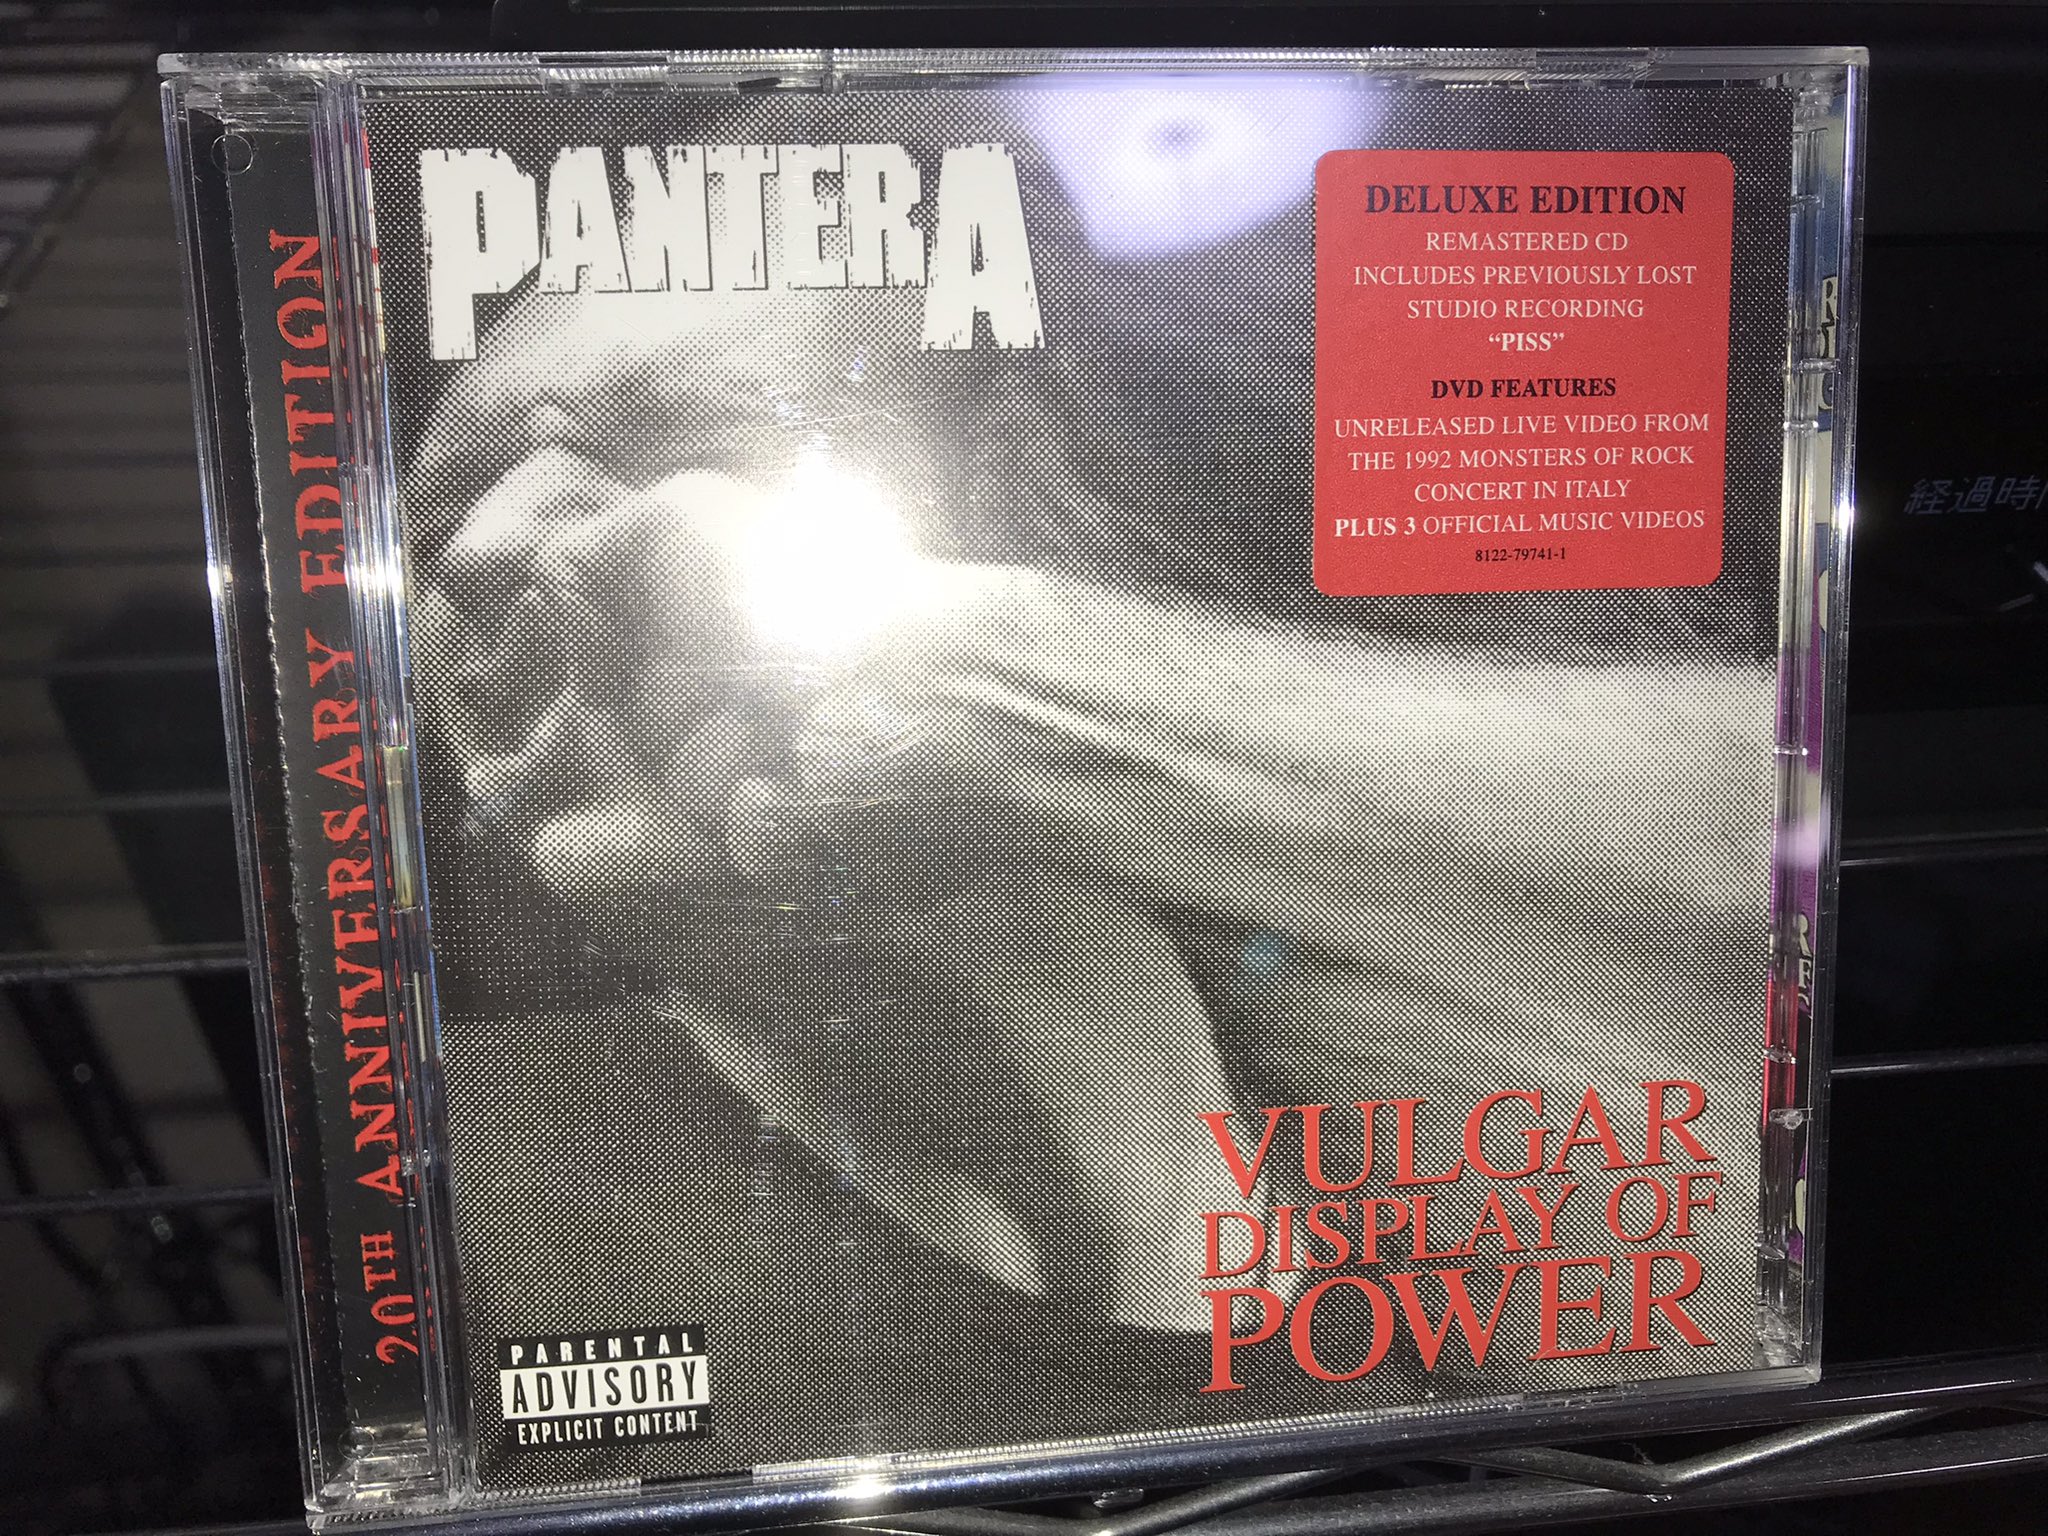 20TH ANNIVERSARY EDITION
PANTERA
DELUXE EDITION
REMASTERED CD
INCLUDES PREVIOUSLY LOST
STUDIO RECORDING
“PISS”
DVD FEATURES
UNRELEASED LIVE VIDEO FROM
THE 1992 MONSTERS OF ROCK
CONCERT IN ITALY
PLUS 3 OFFICIAL MUSIC VIDEOS
8122-79741-1
経過時間
VULGAR
DISPLAY OF
POWER
PARENTAL
ADVISORY
EXPLICIT CONTENT